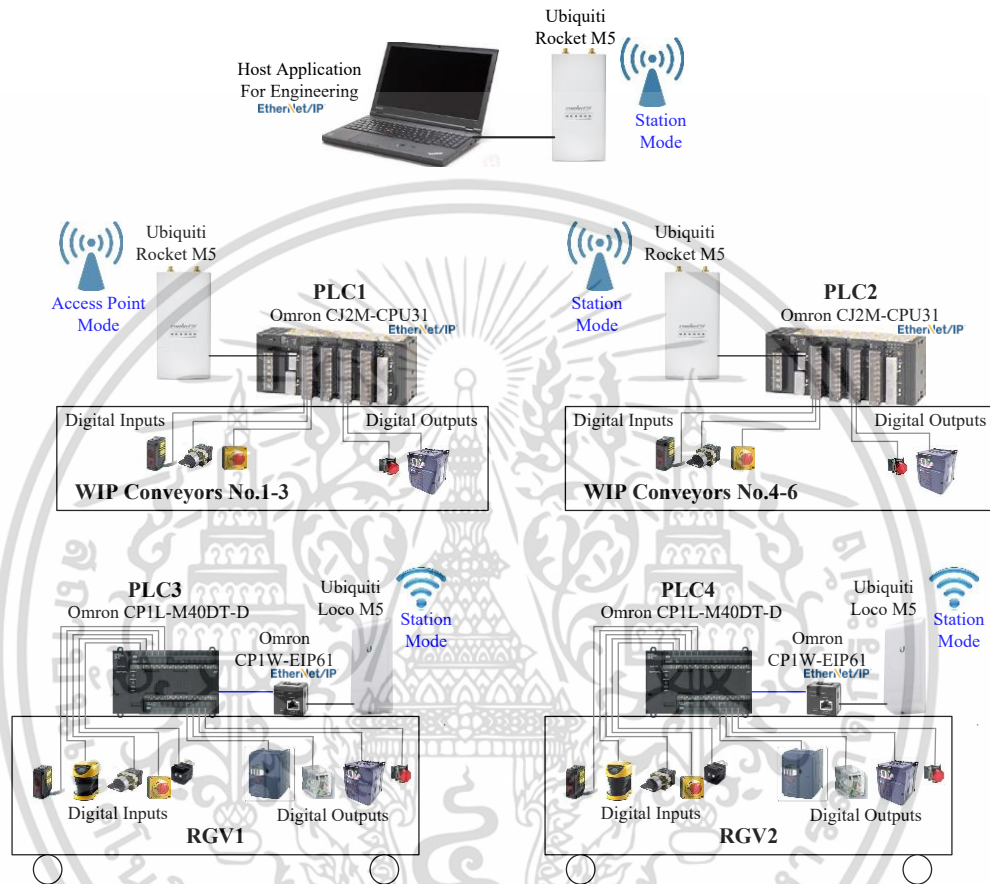 Ubiquiti
Rocket M5
Host Application
For Engineering
EtherNet/IP
Station
Mode
Ubiquiti
Rocket M5
Access Point
Mode
PLC1
Omron CJ2M-CPU31
EtherNet/IP
Digital Inputs
Digital Outputs
WIP Conveyors No.1-3
Ubiquiti
Rocket M5
Station
Mode
PLC2
Omron CJ2M-CPU31
EtherNet/IP
Digital Inputs
Digital Outputs
WIP Conveyors No.4-6
PLC3
Omron CP1L-M40DT-D
Ubiquiti
Loco M5
Station
Mode
Omron
CP1W-EIP61
EtherNet/IP
Digital Inputs
Digital Outputs
RGV1
PLC4
Omron CP1L-M40DT-D
Ubiquiti
Loco M5
Station
Mode
Omron
CP1W-EIP61
EtherNet/IP
Digital Inputs
Digital Outputs
RGV2